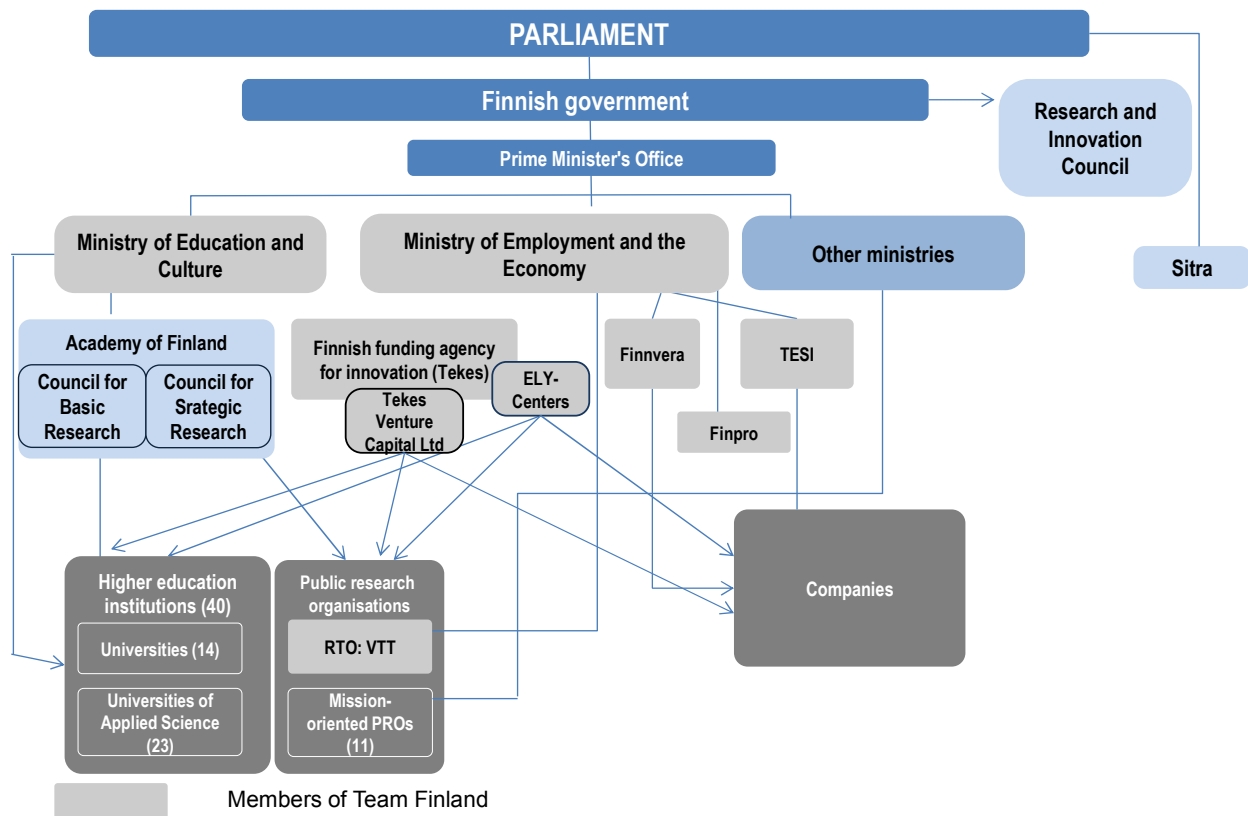 PARLIAMENT
Finnish government
Research and
Innovation
Council
Prime Minister's Office
Ministry of Education and
Culture
Ministry of Employment and the
Economy
Other ministries
Sitra
Academy of Finland
Council for
Basic
Research
Council for
Srategic
Research
Finnish funding agency
for innovation (Tekes)
Tekes
Venture
Capital Ltd
ELY-
Centers
Finnvera
TESI
Finpro
Higher education
institutions (40)
Universities (14)
Universities of
Applied Science
(23)
Public research
organisations
RTO: VTT
Mission-
oriented PROs
(11)
Companies
Members of Team Finland